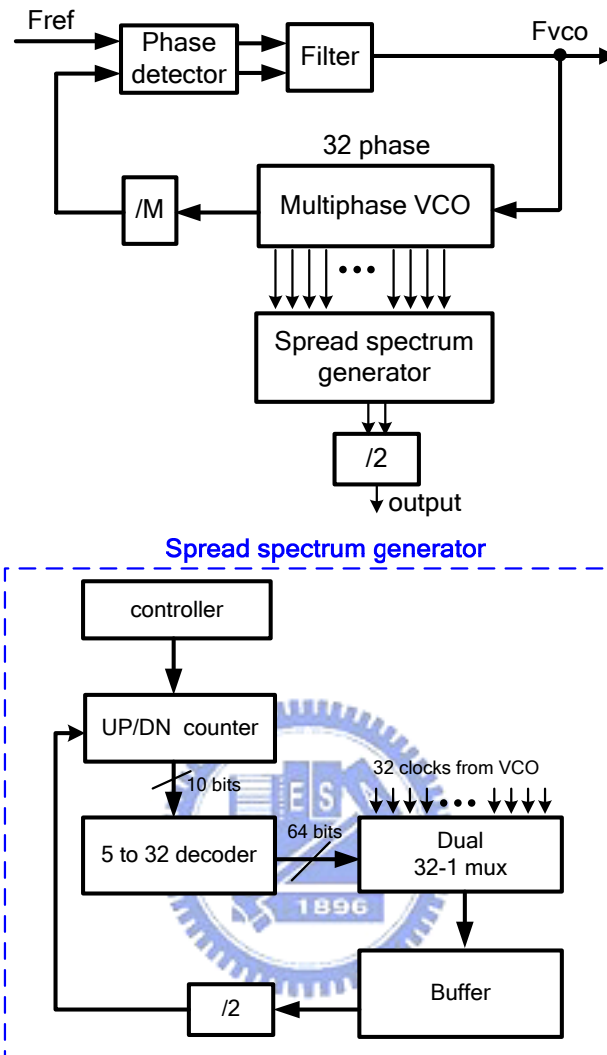 Fref
Phase
detector
Filter
Fvco
32 phase
/M
Multiphase VCO
Spread spectrum
generator
/2
output
Spread spectrum generator
controller
UP/DN counter
10 bits
32 clocks from VCO
E S
5 to 32 decoder
64 bits
Dual
32-1 mux
1896
/2
Buffer